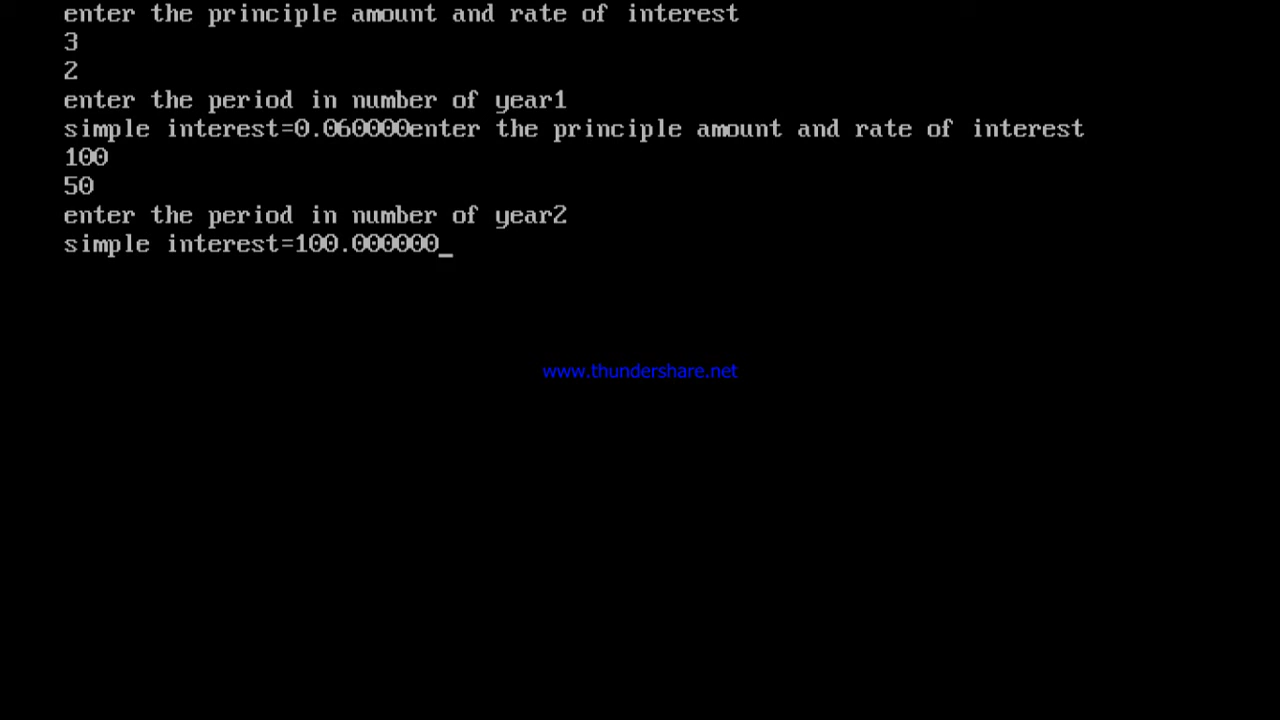 enter the principle amount and rate of interest
3
2
enter the period in number of year1
simple interest=0.060000enter the principle amount and rate of interest
100
50
enter the period in number of year2
simple interest=100.000000_
www.thundershare.net